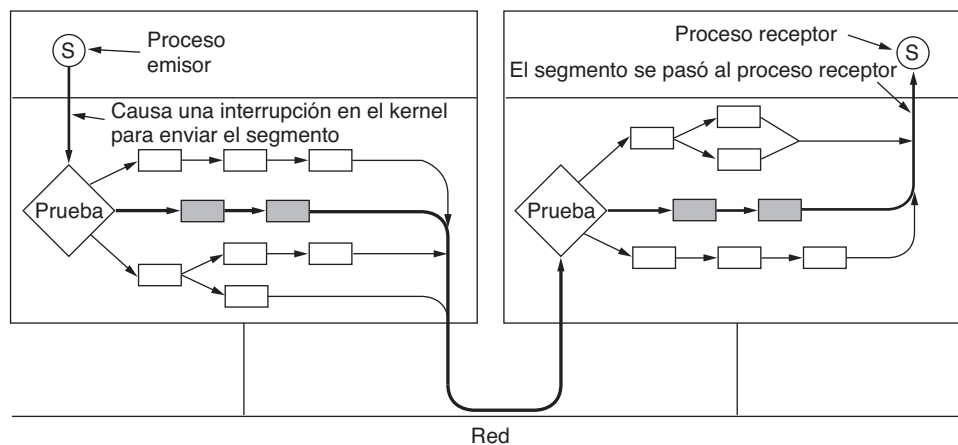 S
Proceso
emisor
Causa una interrupción en el kernel
para enviar el segmento
Prueba
Proceso receptor
S
El segmento se pasó al proceso receptor
Prueba
Red